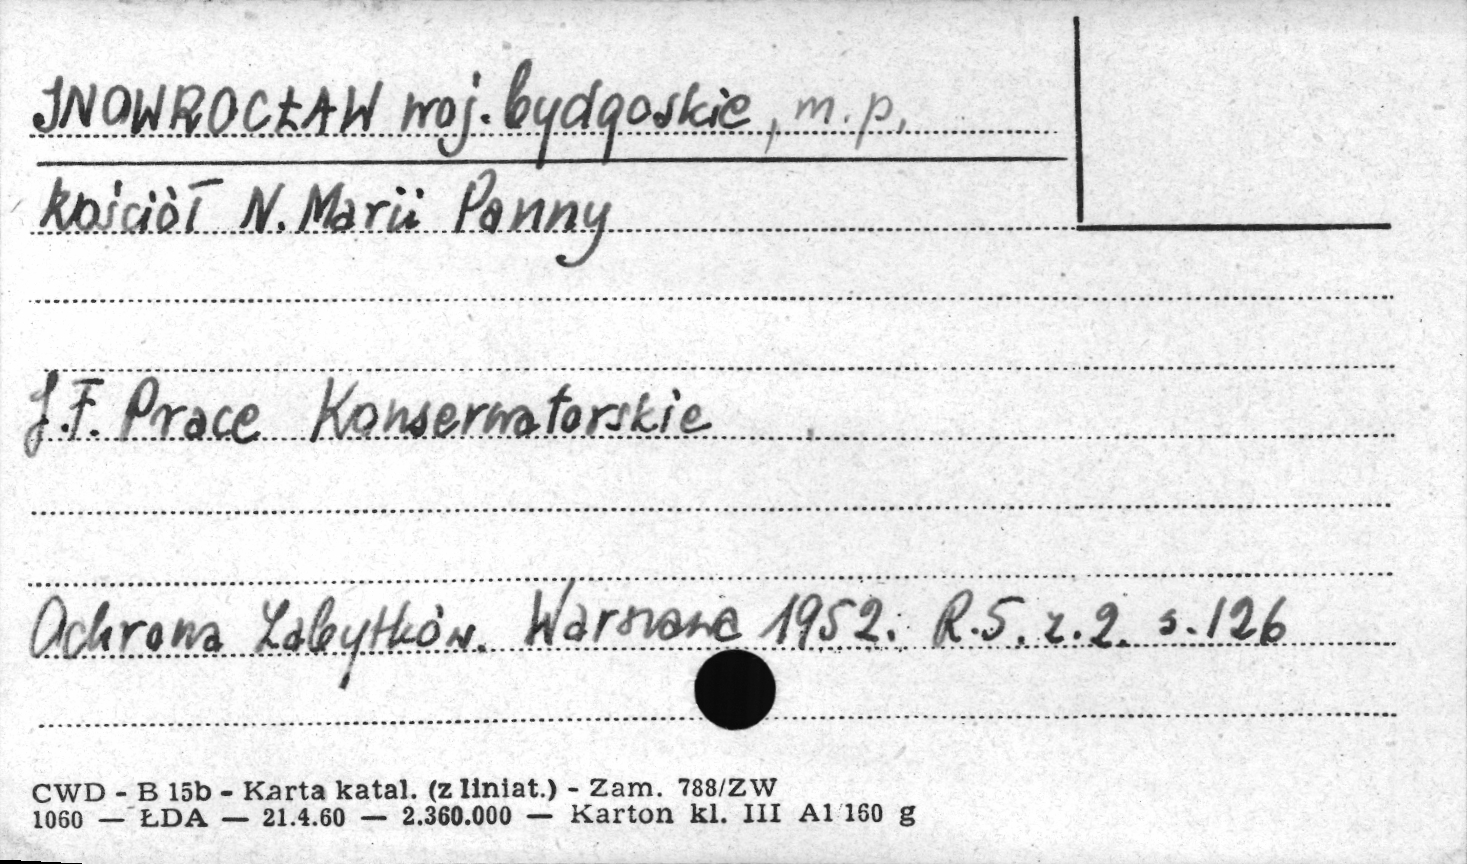 JNOWROCŁAW woj. bydgoskie, m.p.
kościół N. Marii Panny
J.F. Prace Konserwatorskie
Ochrona Zabytków. Warszawa 1952. R.5. z.2. s.126
CWD - B 15b - Karta katal. (z liniat.) - Zam. 788/ZW
1060 — ŁDA — 21.4.60 — 2.360.000 — Karton kl. III A1 160 g